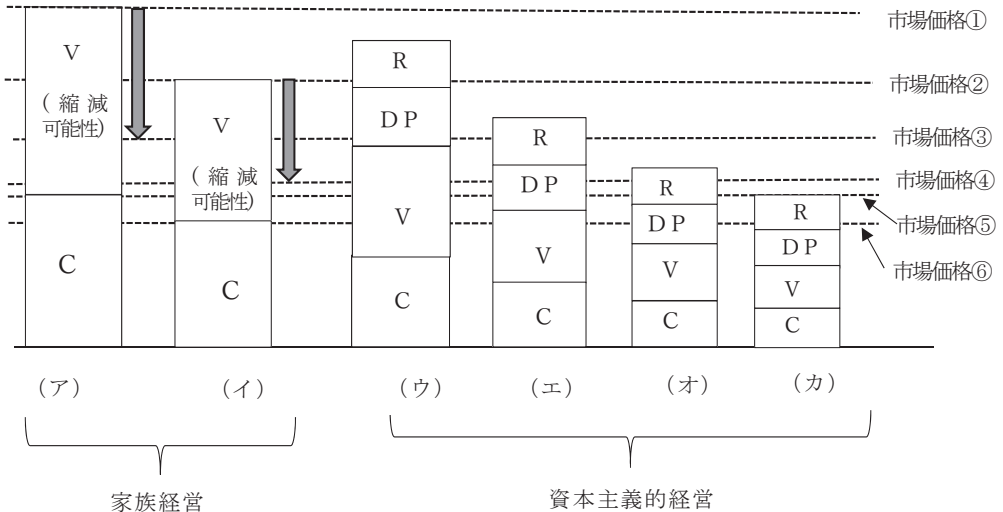 市場価格①
V
(縮減
可能性)
C
V
(縮減
可能性)
C
R
DP
V
C
R
DP
V
C
R
DP
V
C
R
DP
V
C
市場価格②
市場価格③
市場価格④
市場価格⑤
市場価格⑥
(ア)
(イ)
(ウ)
(エ)
(オ)
(カ)
家族経営
資本主義的経営